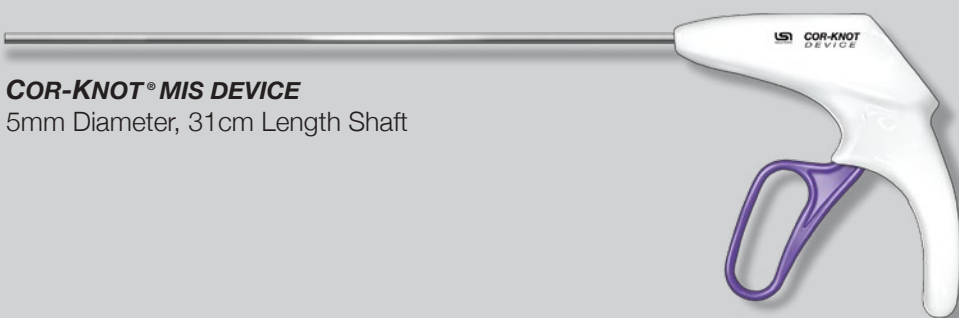 LSI COR-KNOT
DEVICE
COR-KNOT® MIS DEVICE
5mm Diameter, 31cm Length Shaft